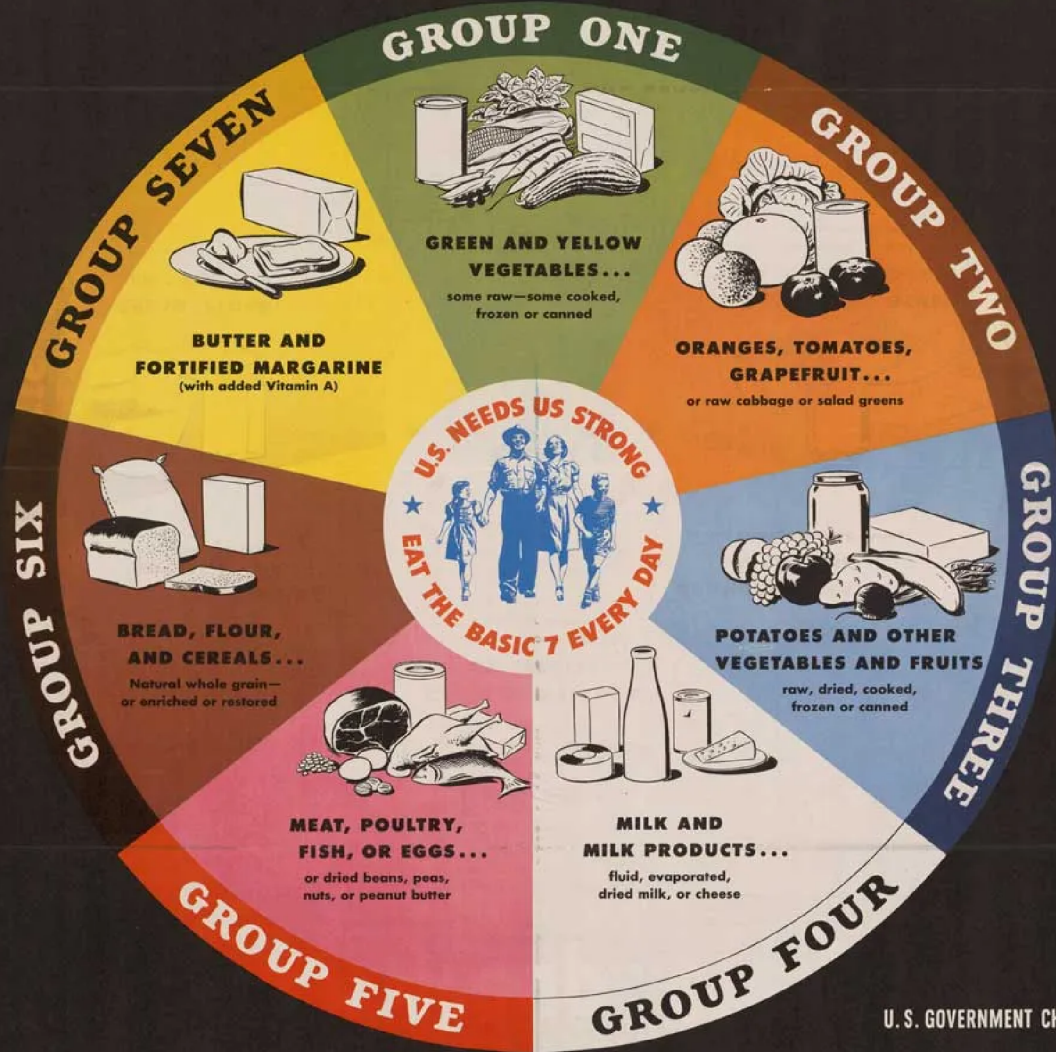 GROUP ONE
GREEN AND YELLOW
VEGETABLES...
some raw—some cooked,
frozen or canned
GROUP TWO
ORANGES, TOMATOES,
GRAPEFRUIT...
or raw cabbage or salad greens
GROUP THREE
POTATOES AND OTHER
VEGETABLES AND FRUITS
raw, dried, cooked,
frozen or canned
GROUP FOUR
MILK AND
MILK PRODUCTS...
fluid, evaporated,
dried milk, or cheese
GROUP FIVE
MEAT, POULTRY,
FISH, OR EGGS...
or dried beans, peas,
nuts, or peanut butter
GROUP SIX
BREAD, FLOUR,
AND CEREALS...
Natural whole grain—
or enriched or restored
GROUP SEVEN
BUTTER AND
FORTIFIED MARGARINE
(with added Vitamin A)
U.S. NEEDS US STRONG
EAT THE BASIC 7 EVERY DAY
U.S. GOVERNMENT